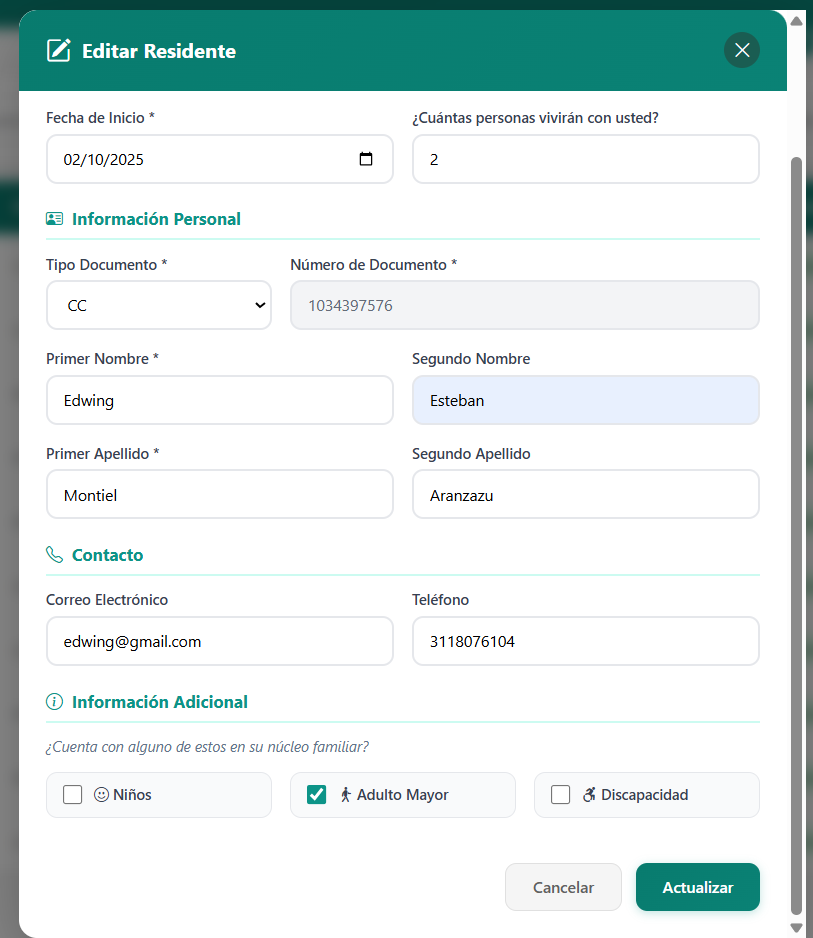 Editar Residente
Fecha de Inicio *
¿Cuántas personas vivirán con usted?
02/10/2025
2
Información Personal
Tipo Documento *
Número de Documento *
CC
1034397576
Primer Nombre *
Segundo Nombre
Edwing
Esteban
Primer Apellido *
Segundo Apellido
Montiel
Aranzazu
Contacto
Correo Electrónico
Teléfono
edwing@gmail.com
3118076104
Información Adicional
¿Cuenta con alguno de estos en su núcleo familiar?
Niños
Adulto Mayor
Discapacidad
Cancelar
Actualizar